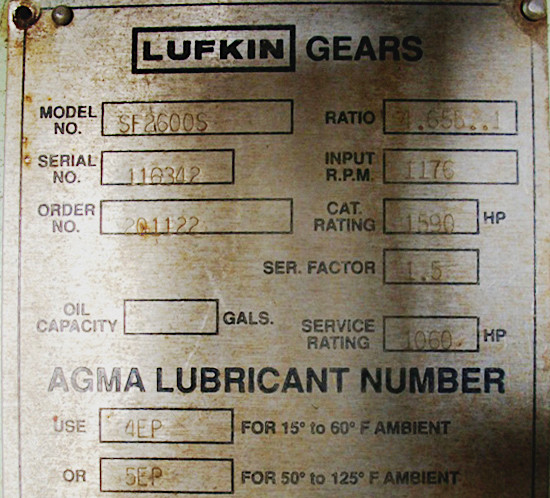 LUFKIN GEARS
MODEL NO. SF2600S
RATIO
SERIAL NO. 110342
INPUT R.P.M. 1176
ORDER NO. 201122
CAT. RATING 1590 HP
SER. FACTOR 1.5
OIL CAPACITY GALS.
SERVICE RATING 1060 HP
AGMA LUBRICANT NUMBER
USE 4EP FOR 15° to 60° F AMBIENT
OR 5EP FOR 50° to 125° F AMBIENT